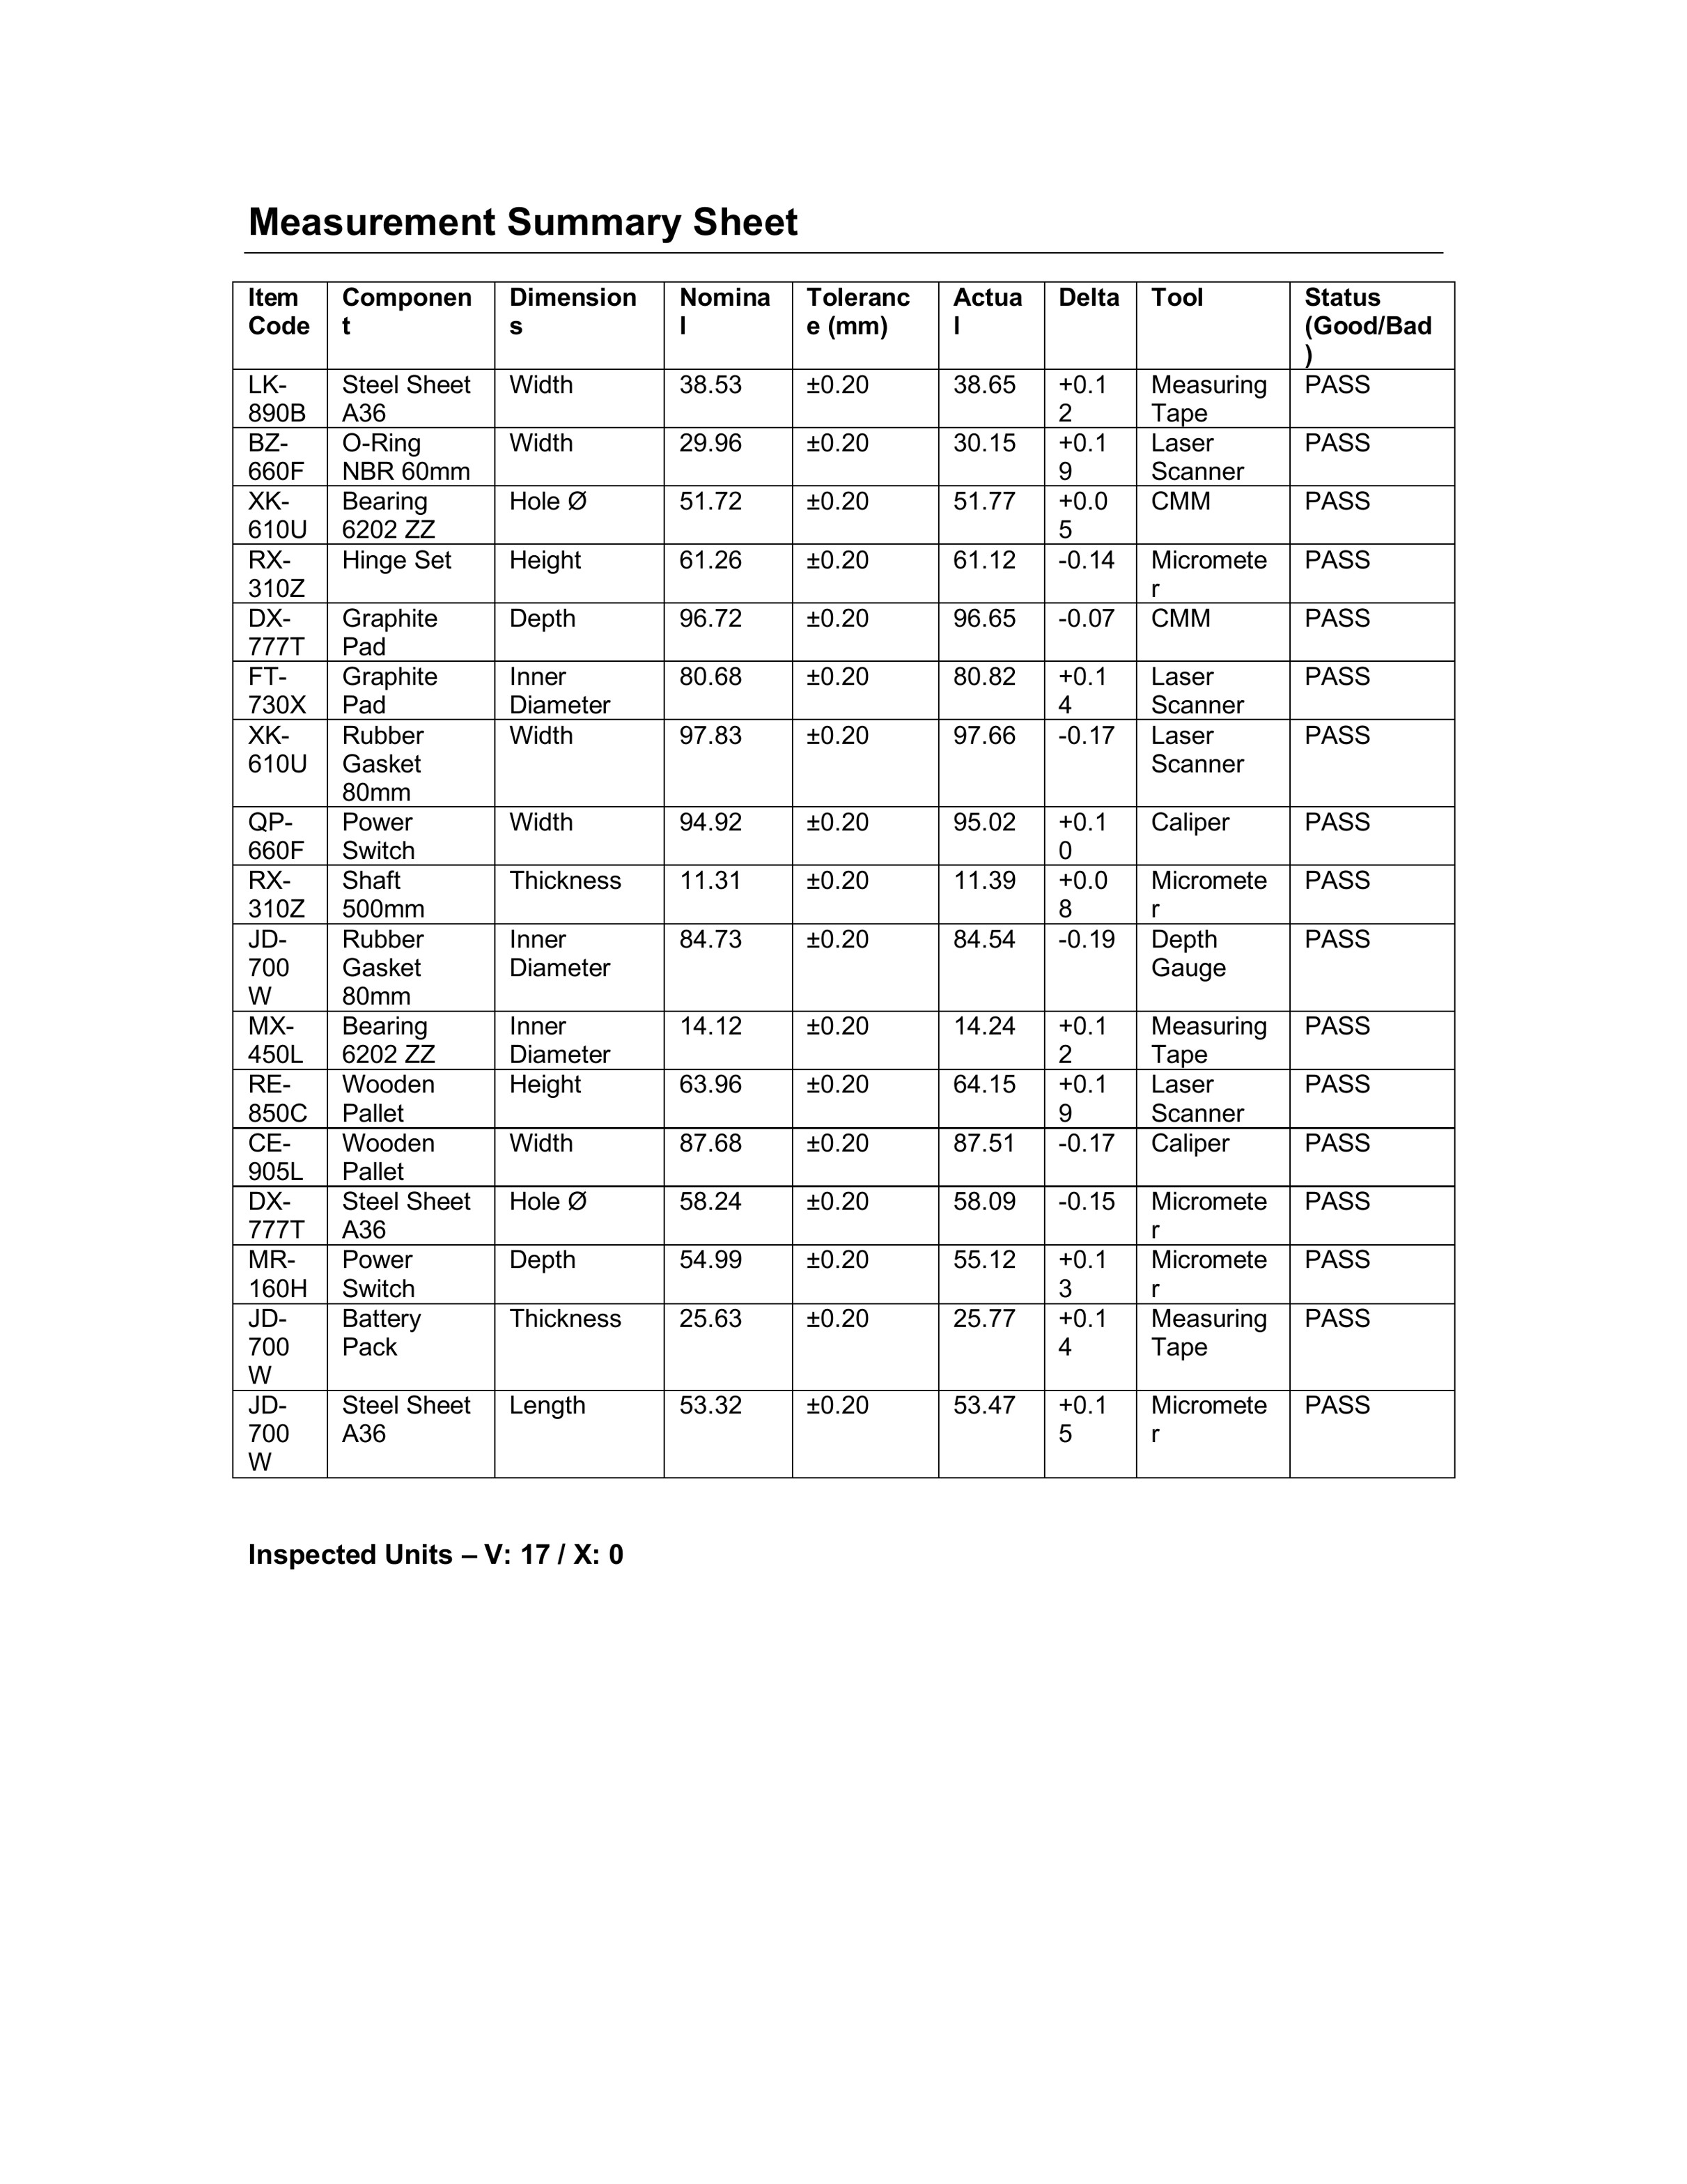 Measurement Summary Sheet
Item Code | Component | Dimensions | Nominal | Tolerance (mm) | Actual | Delta | Tool | Status (Good/Bad)
LK-890B | Steel Sheet A36 | Width | 38.53 | ±0.20 | 38.65 | +0.12 | Measuring Tape | PASS
BZ-660F | O-Ring NBR 60mm | Width | 29.96 | ±0.20 | 30.15 | +0.19 | Laser Scanner | PASS
XK-610U | Bearing 6202 ZZ | Hole Ø | 51.72 | ±0.20 | 51.77 | +0.05 | CMM | PASS
RX-310Z | Hinge Set | Height | 61.26 | ±0.20 | 61.12 | -0.14 | Micrometer | PASS
DX-777T | Graphite Pad | Depth | 96.72 | ±0.20 | 96.65 | -0.07 | CMM | PASS
FT-730X | Graphite Pad | Inner Diameter | 80.68 | ±0.20 | 80.82 | +0.14 | Laser Scanner | PASS
XK-610U | Rubber Gasket 80mm | Width | 97.83 | ±0.20 | 97.66 | -0.17 | Laser Scanner | PASS
QP-660F | Power Switch | Width | 94.92 | ±0.20 | 95.02 | +0.10 | Caliper | PASS
RX-310Z | Shaft 500mm | Thickness | 11.31 | ±0.20 | 11.39 | +0.08 | Micrometer | PASS
JD-700W | Rubber Gasket 80mm | Inner Diameter | 84.73 | ±0.20 | 84.54 | -0.19 | Depth Gauge | PASS
MX-450L | Bearing 6202 ZZ | Inner Diameter | 14.12 | ±0.20 | 14.24 | +0.12 | Measuring Tape | PASS
RE-850C | Wooden Pallet | Height | 63.96 | ±0.20 | 64.15 | +0.19 | Laser Scanner | PASS
CE-905L | Wooden Pallet | Width | 87.68 | ±0.20 | 87.51 | -0.17 | Caliper | PASS
DX-777T | Steel Sheet A36 | Hole Ø | 58.24 | ±0.20 | 58.09 | -0.15 | Micrometer | PASS
MR-160H | Power Switch | Depth | 54.99 | ±0.20 | 55.12 | +0.13 | Micrometer | PASS
JD-700W | Battery Pack | Thickness | 25.63 | ±0.20 | 25.77 | +0.14 | Measuring Tape | PASS
JD-700W | Steel Sheet A36 | Length | 53.32 | ±0.20 | 53.47 | +0.15 | Micrometer | PASS
Inspected Units – V: 17 / X: 0